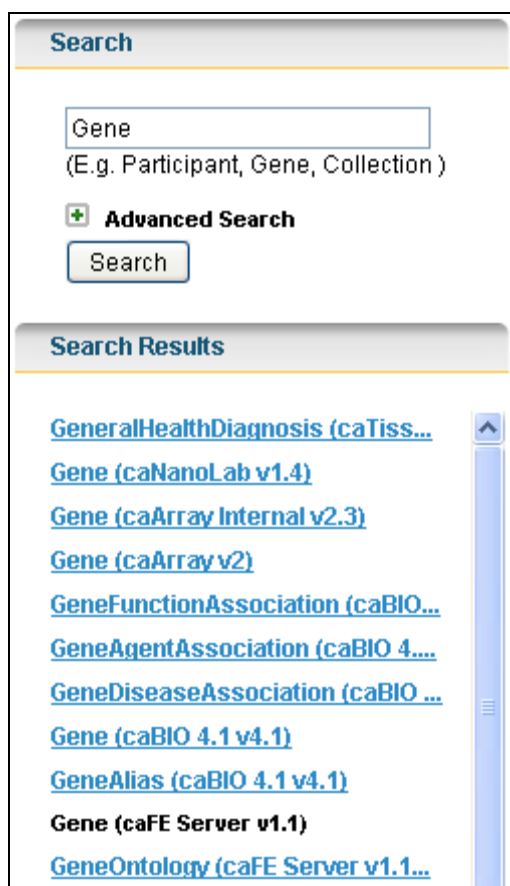 Search
Gene
(E.g. Participant, Gene, Collection )
Advanced Search
Search
Search Results
GeneralHealthDiagnosis (caTiss...
Gene (caNanoLab v1.4)
Gene (caArray Internal v2.3)
Gene (caArray v2)
GeneFunctionAssociation (caBIO...
GeneAgentAssociation (caBIO 4....
GeneDiseaseAssociation (caBIO ...
Gene (caBIO 4.1 v4.1)
GeneAlias (caBIO 4.1 v4.1)
Gene (caFE Server v1.1)
GeneOntology (caFE Server v1.1...